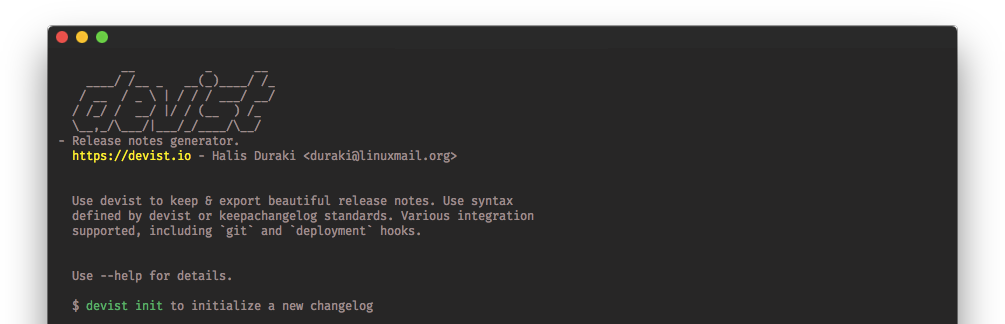 devist
- Release notes generator.
https://devist.io - Halis Duraki <duraki@linuxmail.org>
Use devist to keep & export beautiful release notes. Use syntax
defined by devist or keepachangelog standards. Various integration
supported, including `git` and `deployment` hooks.
Use --help for details.
$ devist init to initialize a new changelog